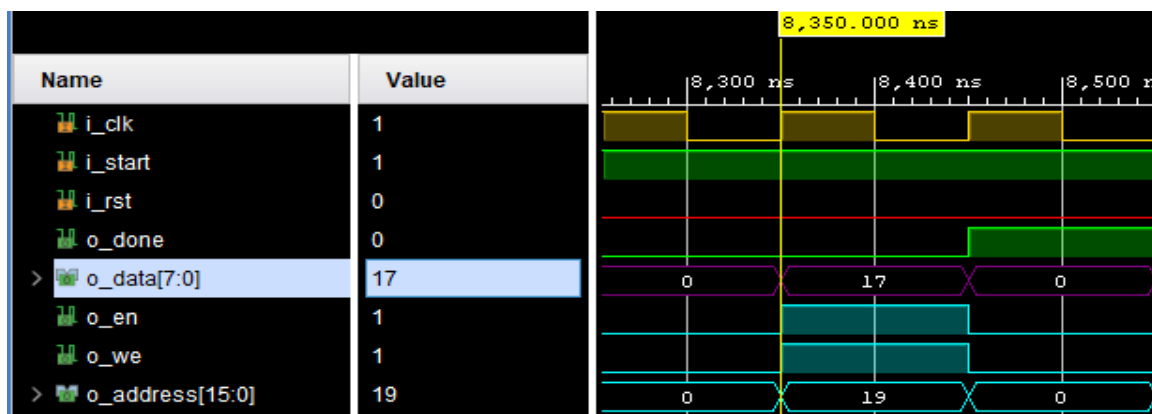 8,350.000 ns
Name Value 8,300 ns 8,400 ns 8,500 n
i_clk 1
i_start 1
i_rst 0
o_done 0
> o_data[7:0] 17 0 17 0
o_en 1
o_we 1
> o_address[15:0] 19 0 19 0